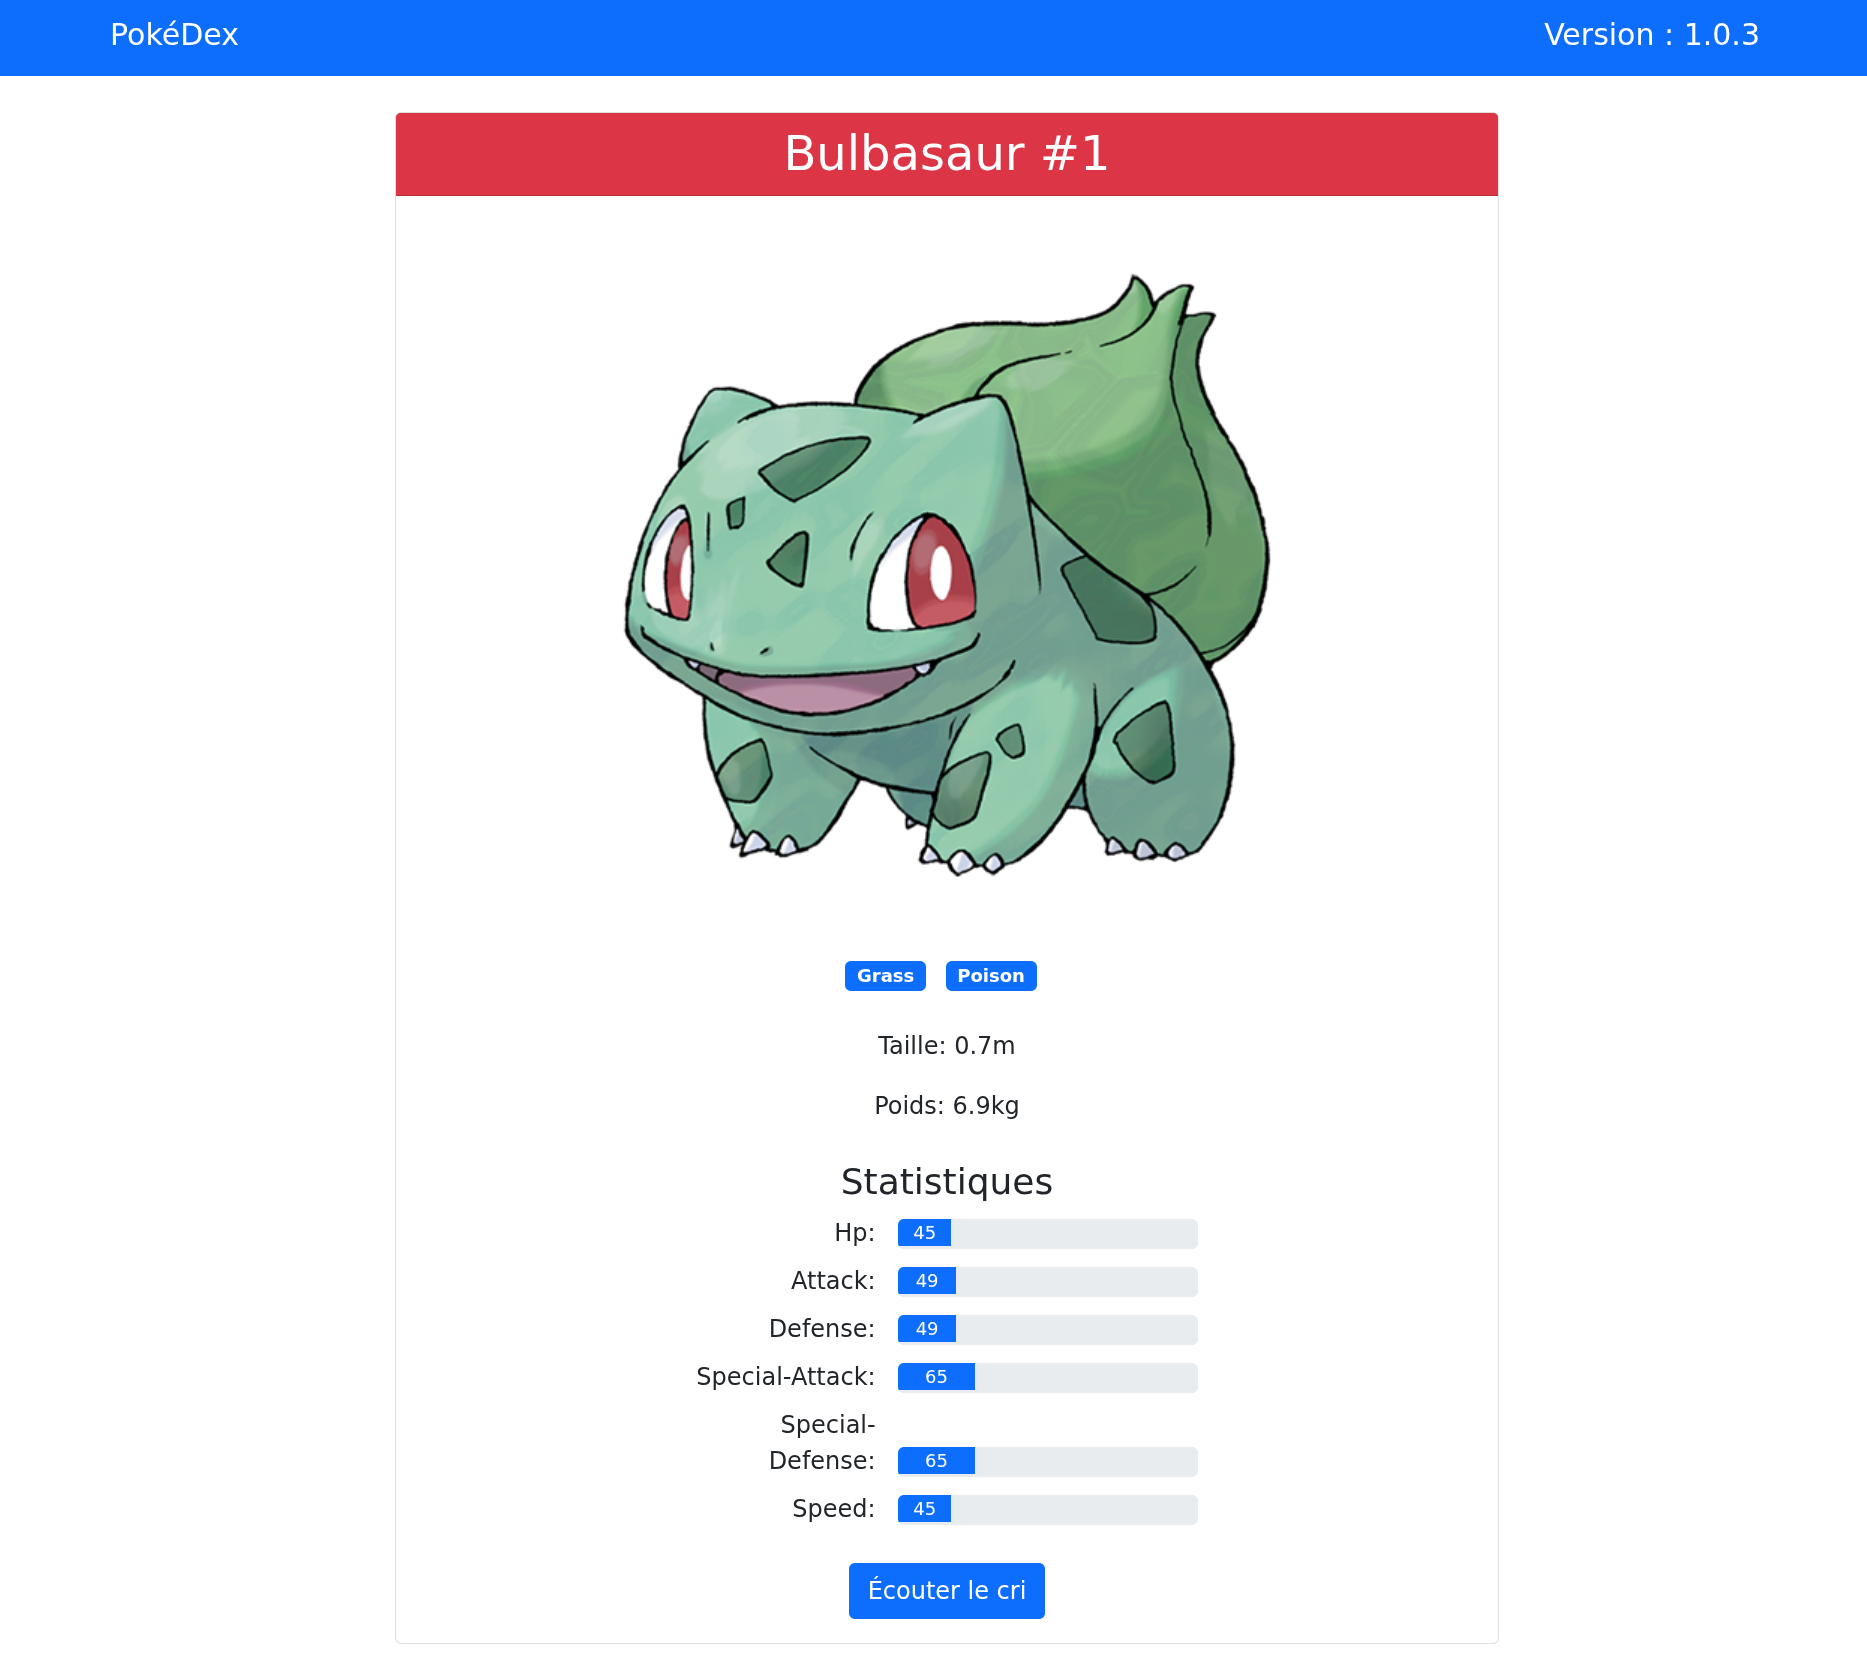 PokéDex
Version : 1.0.3
Bulbasaur #1
Grass Poison
Taille: 0.7m
Poids: 6.9kg
Statistiques
Hp: 45
Attack: 49
Defense: 49
Special-Attack: 65
Special-
Defense: 65
Speed: 45
Écouter le cri